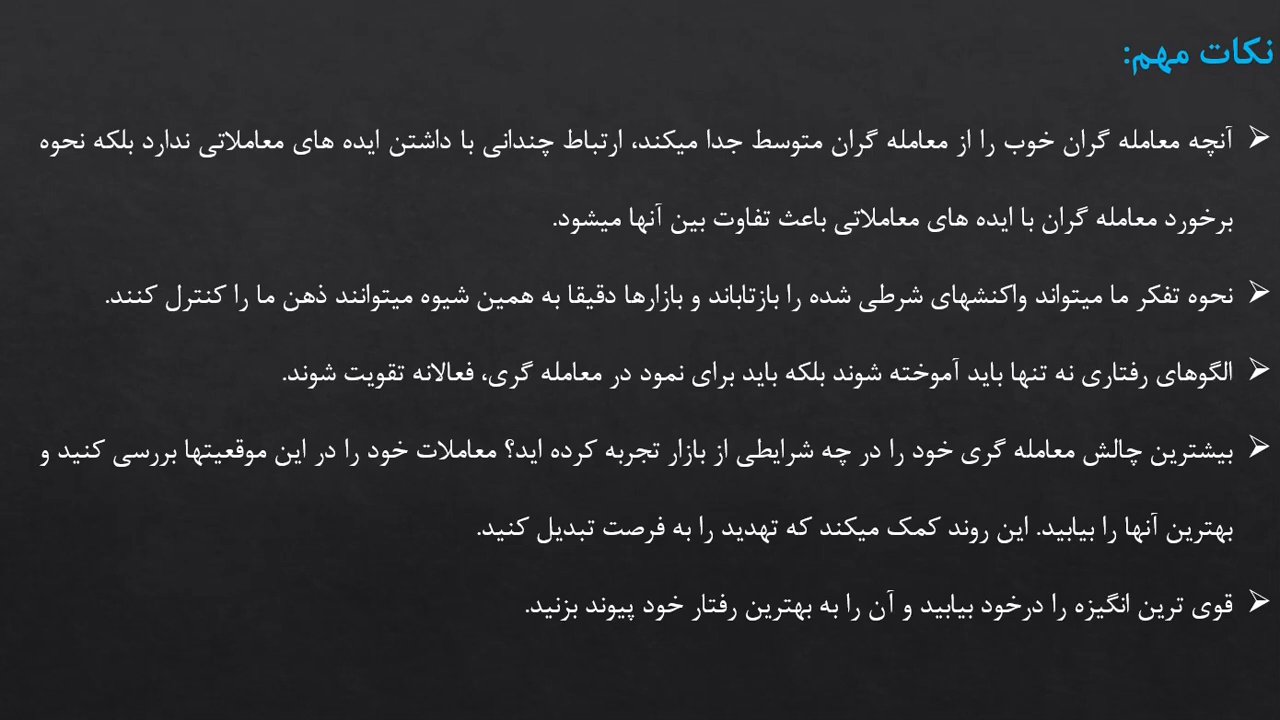 نکات مهم:
آنچه معامله گران خوب را از معامله گران متوسط جدا میکند، ارتباط چندانی با داشتن ایده های معاملاتی ندارد بلکه نحوه
برخورد معامله گران با ایده های معاملاتی باعث تفاوت بین آنها میشود.
نحوه تفکر ما میتواند واکنشهای شرطی شده را بازتاباند و بازارها دقیقا به همین شیوه میتوانند ذهن ما را کنترل کنند.
الگوهای رفتاری نه تنها باید آموخته شوند بلکه باید برای نمود در معامله گری، فعالانه تقویت شوند.
بیشترین چالش معامله گری خود را در چه شرایطی از بازار تجربه کرده اید؟ معاملات خود را در این موقعیتها بررسی کنید و
بهترین آنها را بیابید. این روند کمک میکند که تهدید را به فرصت تبدیل کنید.
قوی ترین انگیزه را درخود بیابید و آن را به بهترین رفتار خود پیوند بزنید.